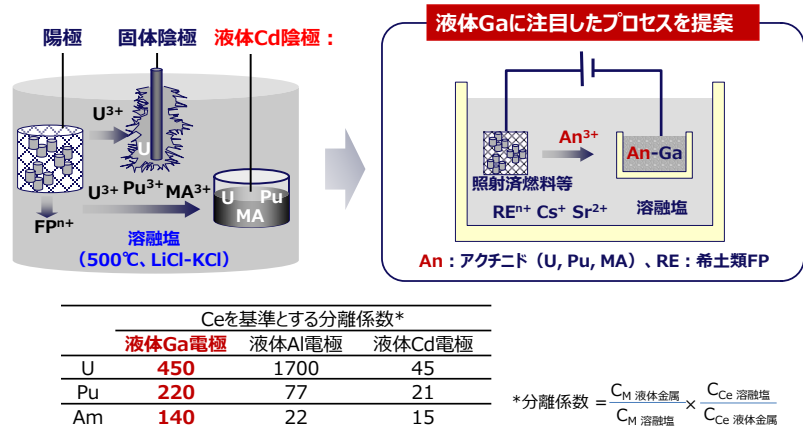 陽極 固体陰極 液体Cd陰極：
U³⁺
U
U³⁺ Pu³⁺ MA³⁺
U Pu
MA
FPⁿ⁺
溶融塩
（500℃、LiCl-KCl）
液体Gaに注目したプロセスを提案
An³⁺
An-Ga
照射済燃料等
REⁿ⁺ Cs⁺ Sr²⁺
溶融塩
An：アクチニド（U, Pu, MA）、RE：希土類FP
Ceを基準とする分離係数*
液体Ga電極 液体Al電極 液体Cd電極
U 450 1700 45
Pu 220 77 21
Am 140 22 15
*分離係数 = C_M 液体金属 / C_M 溶融塩 × C_Ce 溶融塩 / C_Ce 液体金属